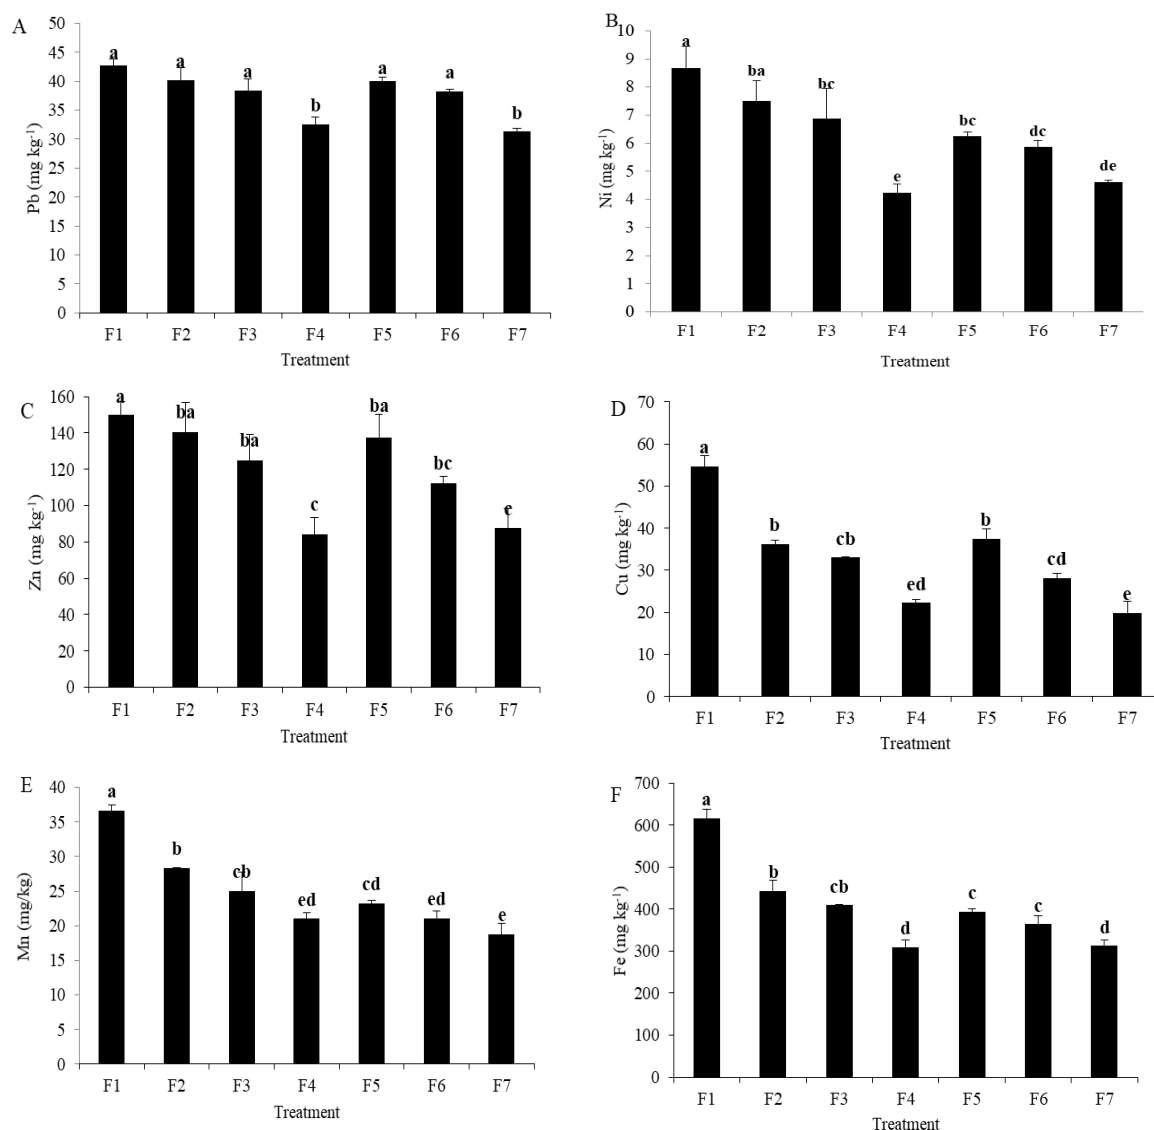 A
Pb (mg kg-1)
50
45
40
35
30
25
20
15
10
5
0
a a a b a a b
F1 F2 F3 F4 F5 F6 F7
Treatment
B
Ni (mg kg-1)
10
9
8
7
6
5
4
3
2
1
0
a ba bc e bc dc de
F1 F2 F3 F4 F5 F6 F7
Treatment
C
Zn (mg kg-1)
160
140
120
100
80
60
40
20
0
a ba ba c ba bc c
F1 F2 F3 F4 F5 F6 F7
Treatment
D
Cu (mg kg-1)
70
60
50
40
30
20
10
0
a b cb ed b cd e
F1 F2 F3 F4 F5 F6 F7
Treatment
E
Mn (mg/kg)
40
35
30
25
20
15
10
5
0
a b cb ed cd ed e
F1 F2 F3 F4 F5 F6 F7
Treatment
F
Fe (mg kg-1)
700
600
500
400
300
200
100
0
a b cb d c c d
F1 F2 F3 F4 F5 F6 F7
Treatment